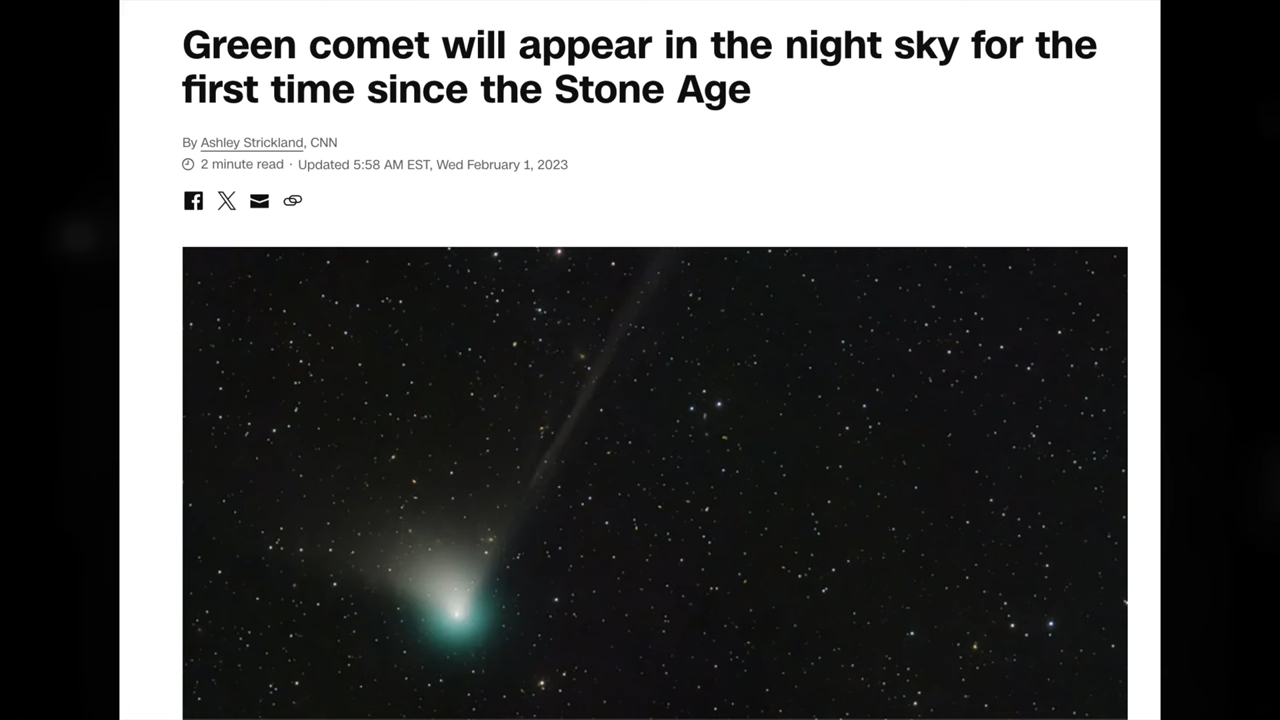 Green comet will appear in the night sky for the
first time since the Stone Age
By Ashley Strickland, CNN
2 minute read · Updated 5:58 AM EST, Wed February 1, 2023